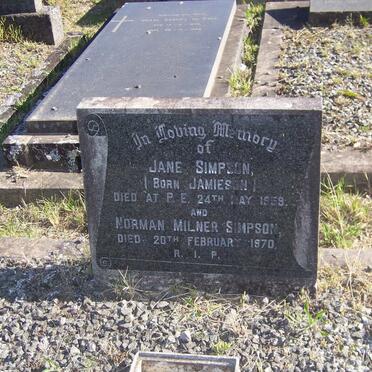 In Loving Memory
of
JANE SIMPSON,
(BORN JAMIESON)
DIED AT P.E. 24TH MAY 1958.
AND
NORMAN MILNER SIMPSON,
DIED 20TH FEBRUARY 1970.
R. I. P.